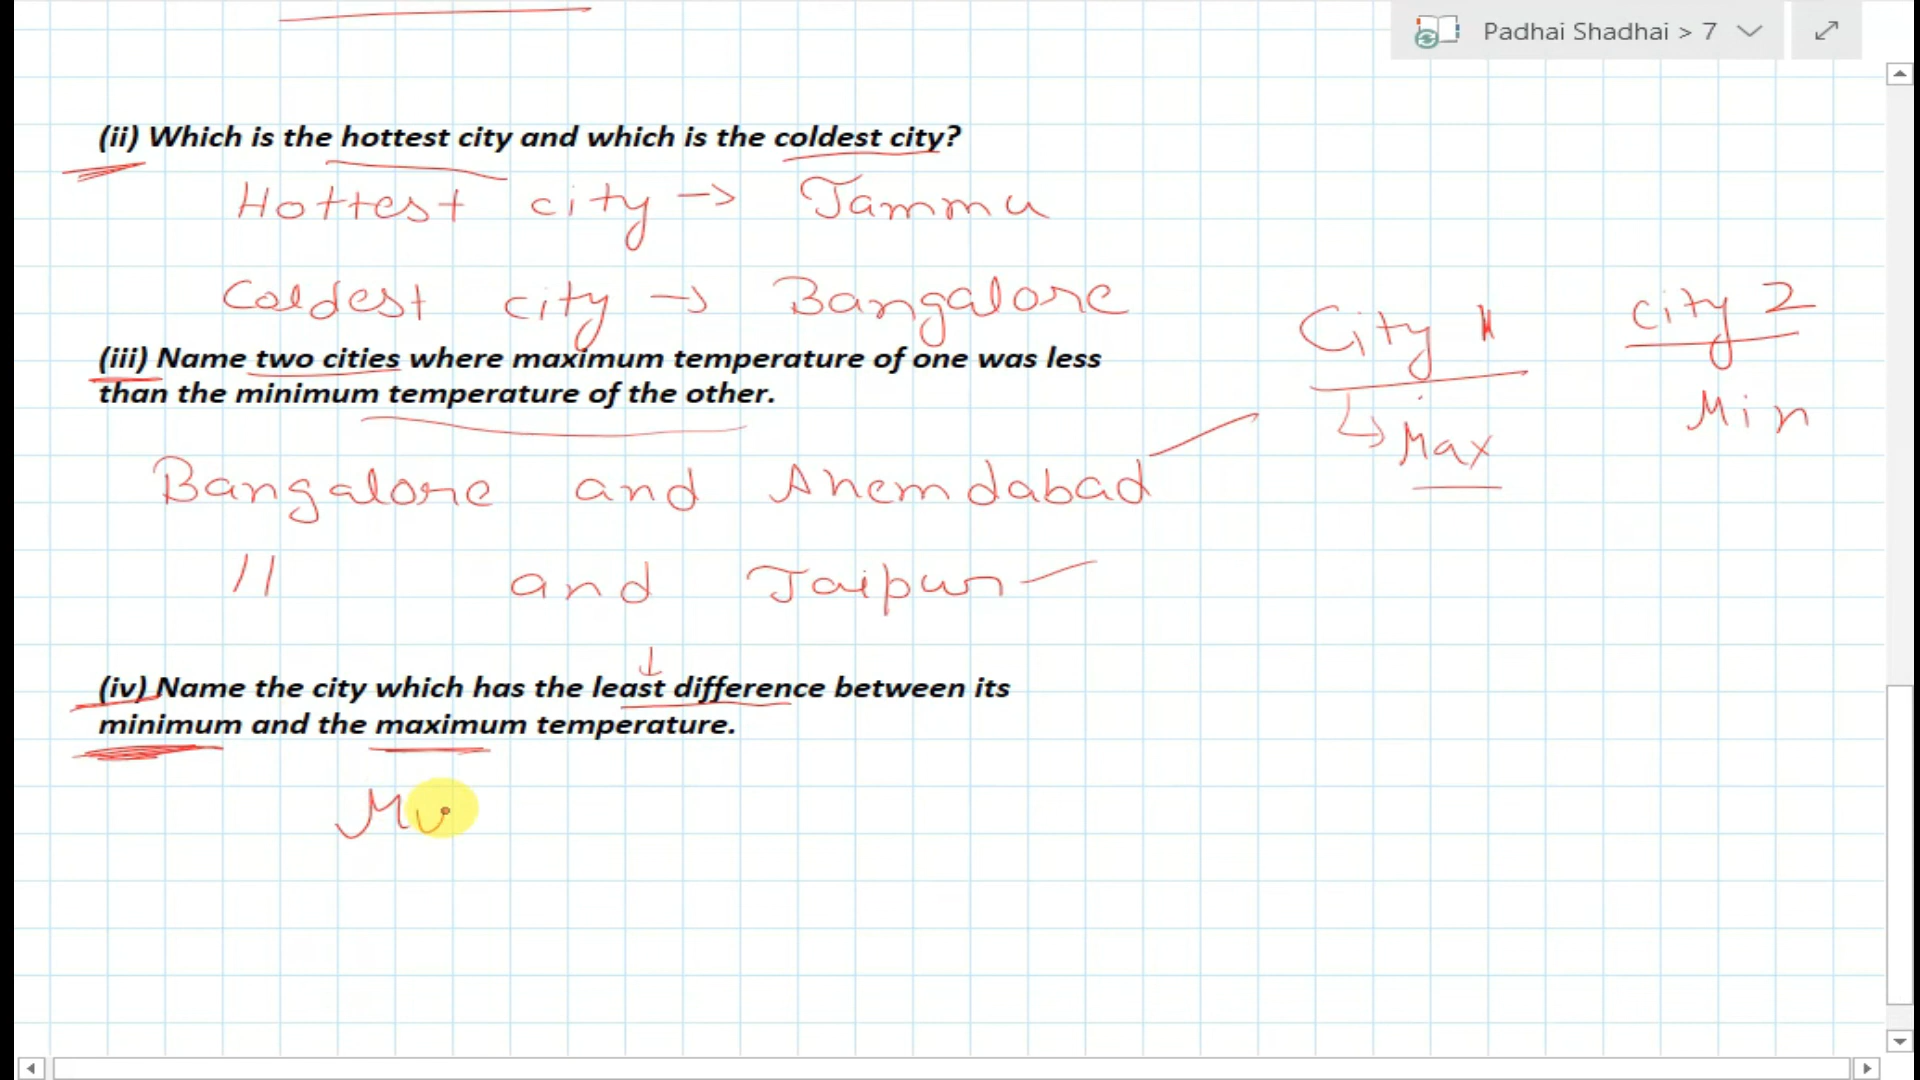 Padhai Shadhai > 7
(ii) Which is the hottest city and which is the coldest city?
Hottest city → Jammu
Coldest city → Bangalore
City 1 city 2
(iii) Name two cities where maximum temperature of one was less
than the minimum temperature of the other.
Max Min
Bangalore and Ahemdabad
" and Jaipur
(iv) Name the city which has the least difference between its
minimum and the maximum temperature.
Mu